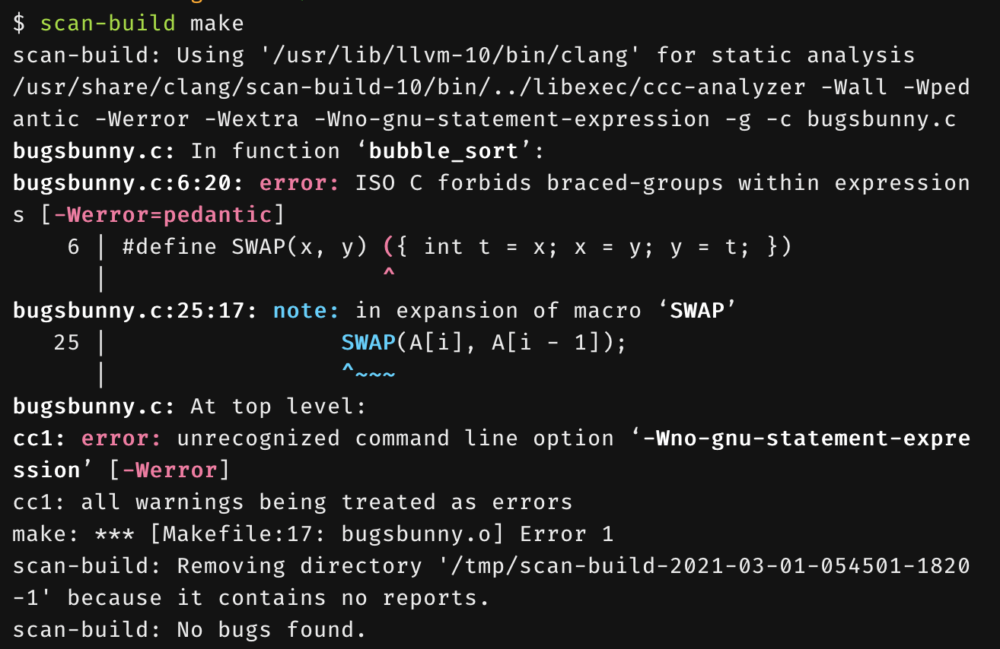 $ scan-build make
scan-build: Using '/usr/lib/llvm-10/bin/clang' for static analysis
/usr/share/clang/scan-build-10/bin/../libexec/ccc-analyzer -Wall -Wped
antic -Werror -Wextra -Wno-gnu-statement-expression -g -c bugsbunny.c
bugsbunny.c: In function ‘bubble_sort’:
bugsbunny.c:6:20: error: ISO C forbids braced-groups within expression
s [-Werror=pedantic]
    6 | #define SWAP(x, y) ({ int t = x; x = y; y = t; })
      |                    ^
bugsbunny.c:25:17: note: in expansion of macro ‘SWAP’
   25 |                 SWAP(A[i], A[i - 1]);
      |                 ^~~~
bugsbunny.c: At top level:
cc1: error: unrecognized command line option ‘-Wno-gnu-statement-expre
ssion’ [-Werror]
cc1: all warnings being treated as errors
make: *** [Makefile:17: bugsbunny.o] Error 1
scan-build: Removing directory '/tmp/scan-build-2021-03-01-054501-1820
-1' because it contains no reports.
scan-build: No bugs found.